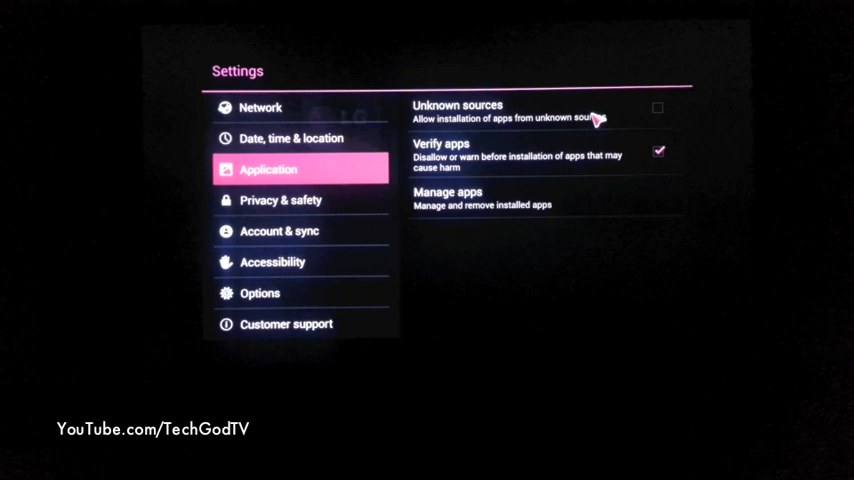 Settings
Network
Date, time & location
Application
Privacy & safety
Account & sync
Accessibility
Options
Customer support
Unknown sources
Allow installation of apps from unknown
Verify apps
Disallow or warn before installation of apps that may
cause harm
Manage apps
Manage and remove installed apps
YouTube.com/TechGodTV